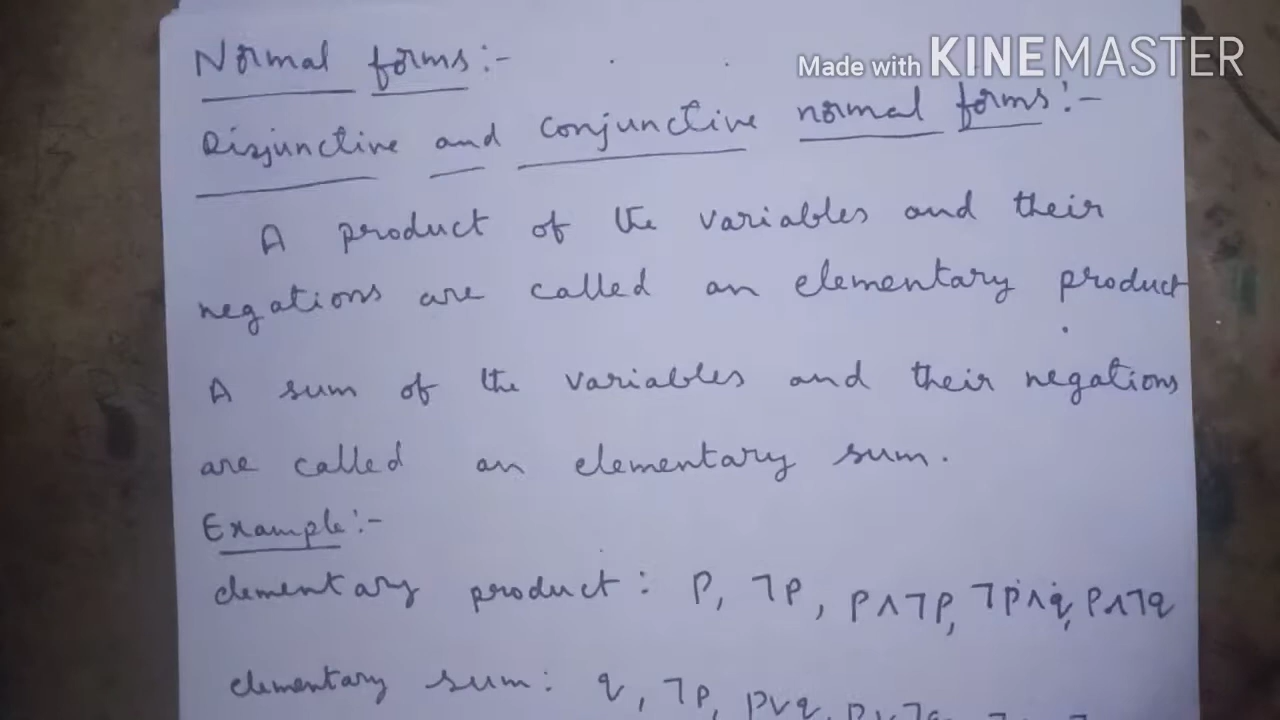 Normal forms:-
Made with KINEMASTER
Disjunctive and conjunctive normal forms:-
A product of the variables and their
negations are called an elementary product
.
A sum of the variables and their negations
are called an elementary sum.
Example:-
elementary product: P, ¬P, P∧¬P, ¬P∧q, P∧¬q
elementary sum: q, ¬P, P∨q,